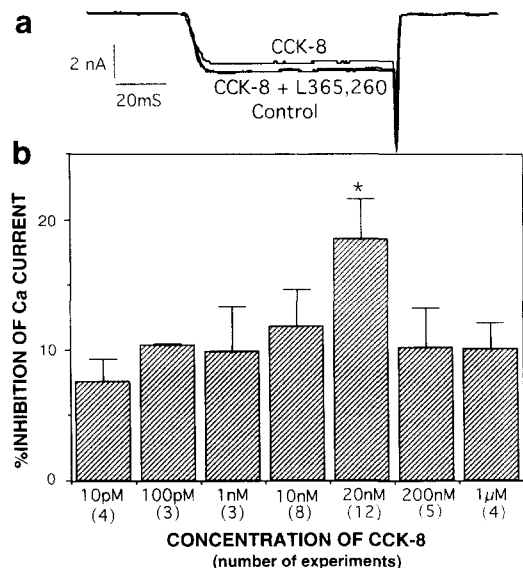 a
CCK-8
2 nA
CCK-8 + L365,260
20mS
Control
b
%INHIBITION OF Ca CURRENT
20
10
0
*
10pM 100pM 1nM 10nM 20nM 200nM 1µM
(4) (3) (3) (8) (12) (5) (4)
CONCENTRATION OF CCK-8
(number of experiments)